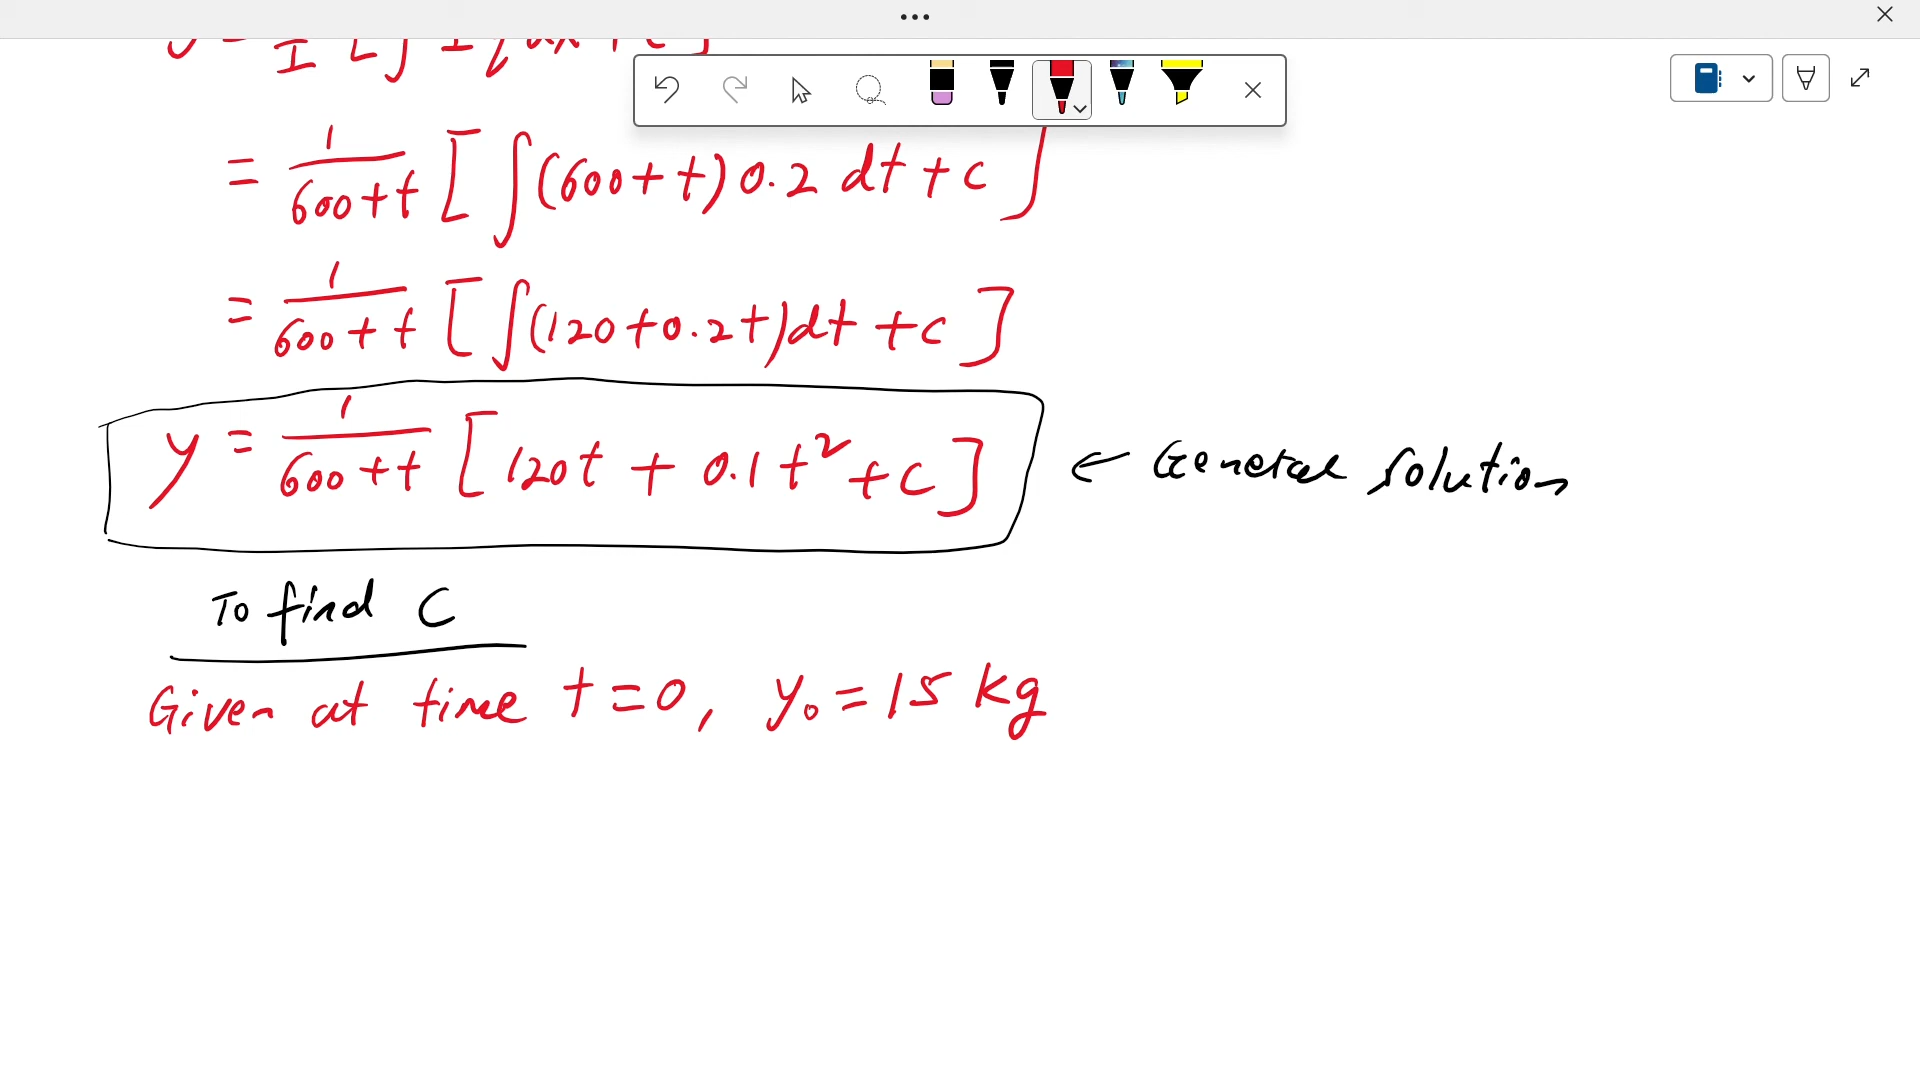 = 1/(600+t) [∫(600+t)0.2 dt + c]
= 1/(600+t) [∫(120+0.2t)dt + c]
y = 1/(600+t) [120t + 0.1t² + c] ← General solution
To find C
Given at time t=0, y₀=15 kg